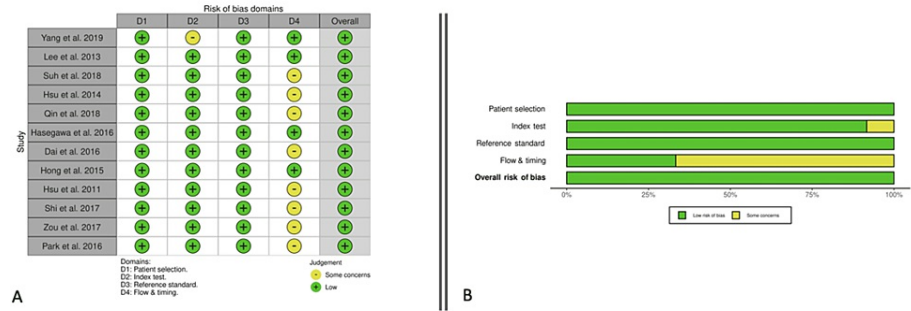 Risk of bias domains
D1 D2 D3 D4 Overall
Study
Yang et al. 2019 + - + + +
Lee et al. 2013 + + + + +
Suh et al. 2018 + + + - +
Hsu et al. 2014 + + + - +
Qin et al. 2018 + + + - +
Hasegawa et al. 2016 + + + + +
Dai et al. 2016 + + + - +
Hong et al. 2015 + + + + +
Hsu et al. 2011 + + + - +
Shi et al. 2017 + + + - +
Zou et al. 2017 + + + - +
Park et al. 2016 + + + - +
Domains:
D1: Patient selection.
D2: Index test.
D3: Reference standard.
D4: Flow & timing.
Judgement
- Some concerns
+ Low
A
Patient selection
Index test
Reference standard
Flow & timing
Overall risk of bias
0% 25% 50% 75% 100%
Low risk of bias Some concerns
B